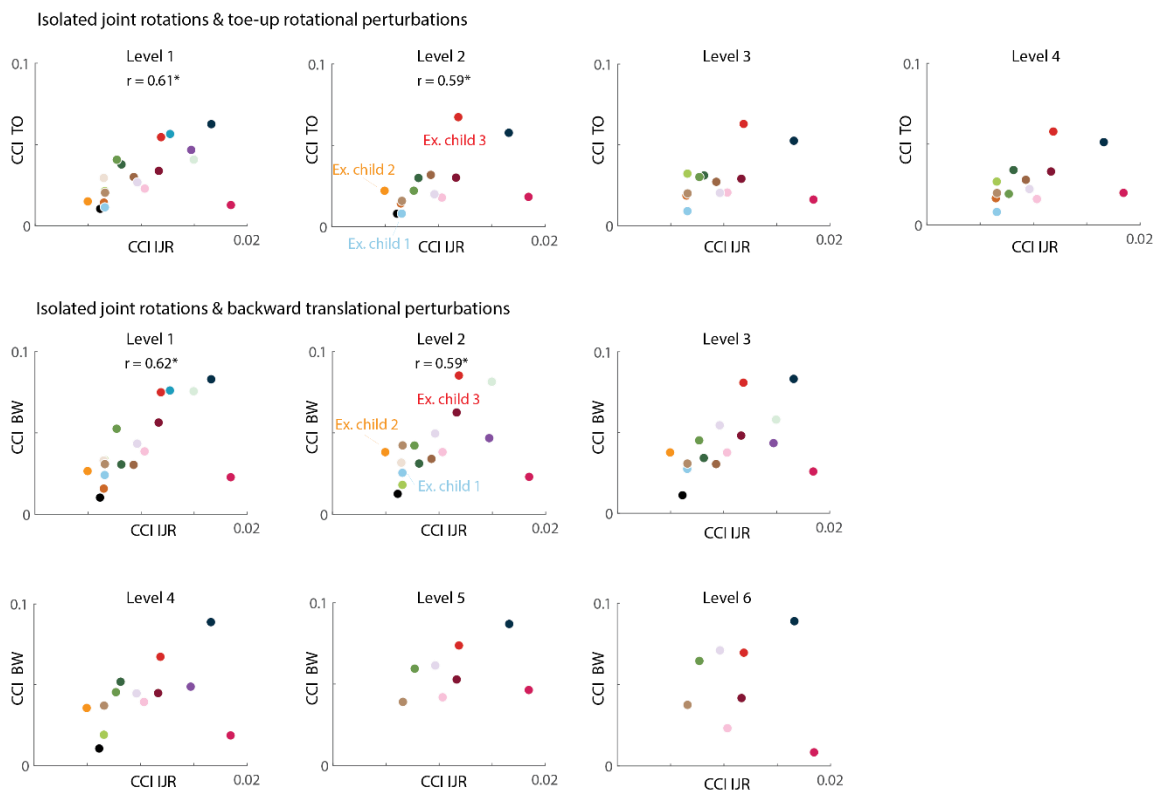 Isolated joint rotations & toe-up rotational perturbations
Level 1
r = 0.61*
0.1
CCI TO
0
CCI IJR
0.02
Level 2
r = 0.59*
0.1
CCI TO
Ex. child 3
Ex. child 2
Ex. child 1
0
CCI IJR
0.02
Level 3
0.1
CCI TO
0
CCI IJR
0.02
Level 4
0.1
CCI TO
0
CCI IJR
0.02
Isolated joint rotations & backward translational perturbations
Level 1
r = 0.62*
0.1
CCI BW
0
CCI IJR
0.02
Level 2
r = 0.59*
0.1
CCI BW
Ex. child 3
Ex. child 2
Ex. child 1
0
CCI IJR
0.02
Level 3
0.1
CCI BW
0
CCI IJR
0.02
Level 4
0.1
CCI BW
0
CCI IJR
0.02
Level 5
0.1
CCI BW
0
CCI IJR
0.02
Level 6
0.1
CCI BW
0
CCI IJR
0.02